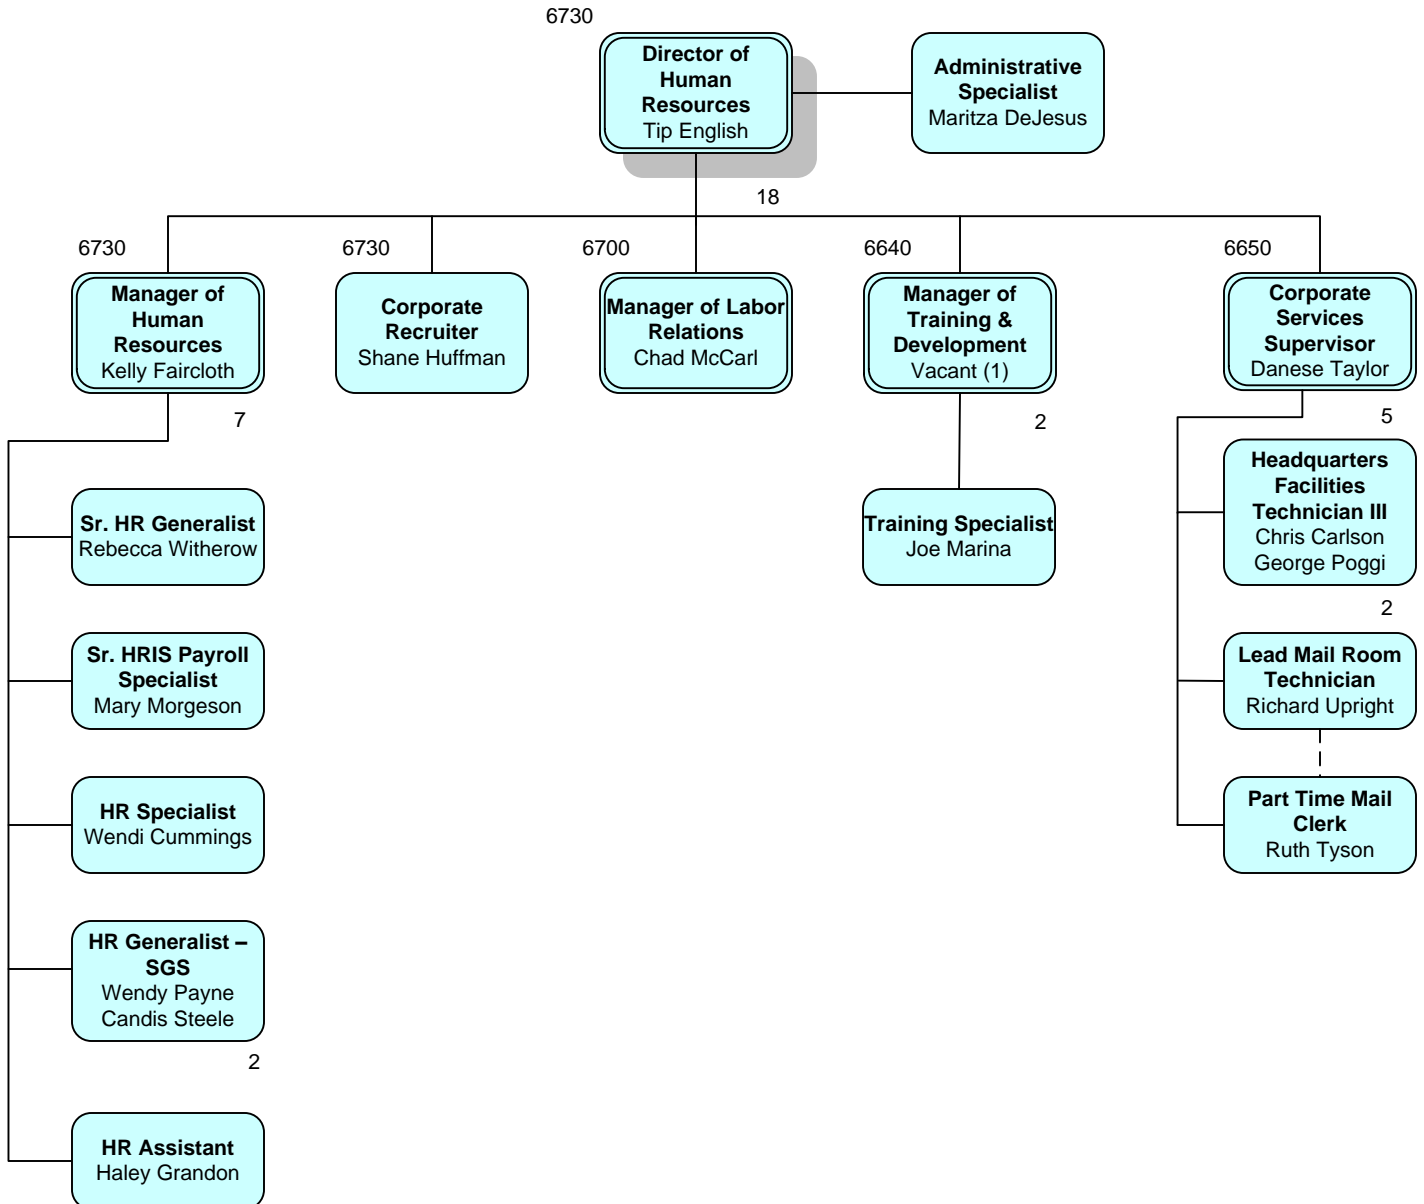 6730
Director of
Human
Resources
Tip English
Administrative
Specialist
Maritza DeJesus
18
6730
Manager of
Human
Resources
Kelly Faircloth
7
6730
Corporate
Recruiter
Shane Huffman
6700
Manager of Labor
Relations
Chad McCarl
6640
Manager of
Training &
Development
Vacant (1)
2
6650
Corporate
Services
Supervisor
Danese Taylor
5
Sr. HR Generalist
Rebecca Witherow
Sr. HRIS Payroll
Specialist
Mary Morgeson
HR Specialist
Wendi Cummings
HR Generalist –
SGS
Wendy Payne
Candis Steele
2
HR Assistant
Haley Grandon
Training Specialist
Joe Marina
Headquarters
Facilities
Technician III
Chris Carlson
George Poggi
2
Lead Mail Room
Technician
Richard Upright
Part Time Mail
Clerk
Ruth Tyson